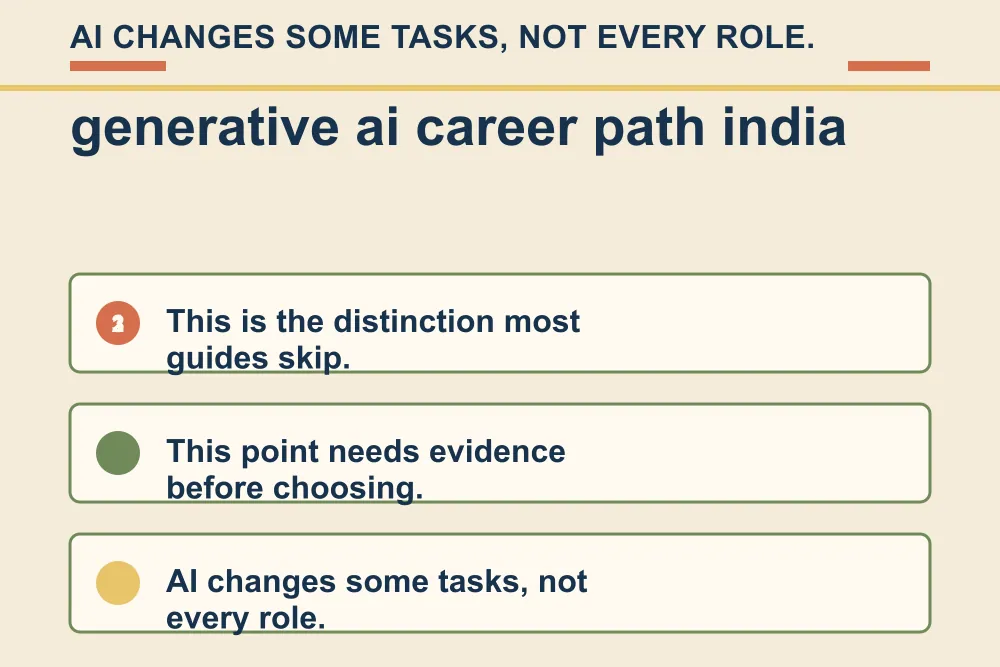 AI CHANGES SOME TASKS, NOT EVERY ROLE.
generative ai career path india
This is the distinction most
guides skip.
This point needs evidence
before choosing.
AI changes some tasks, not
every role.